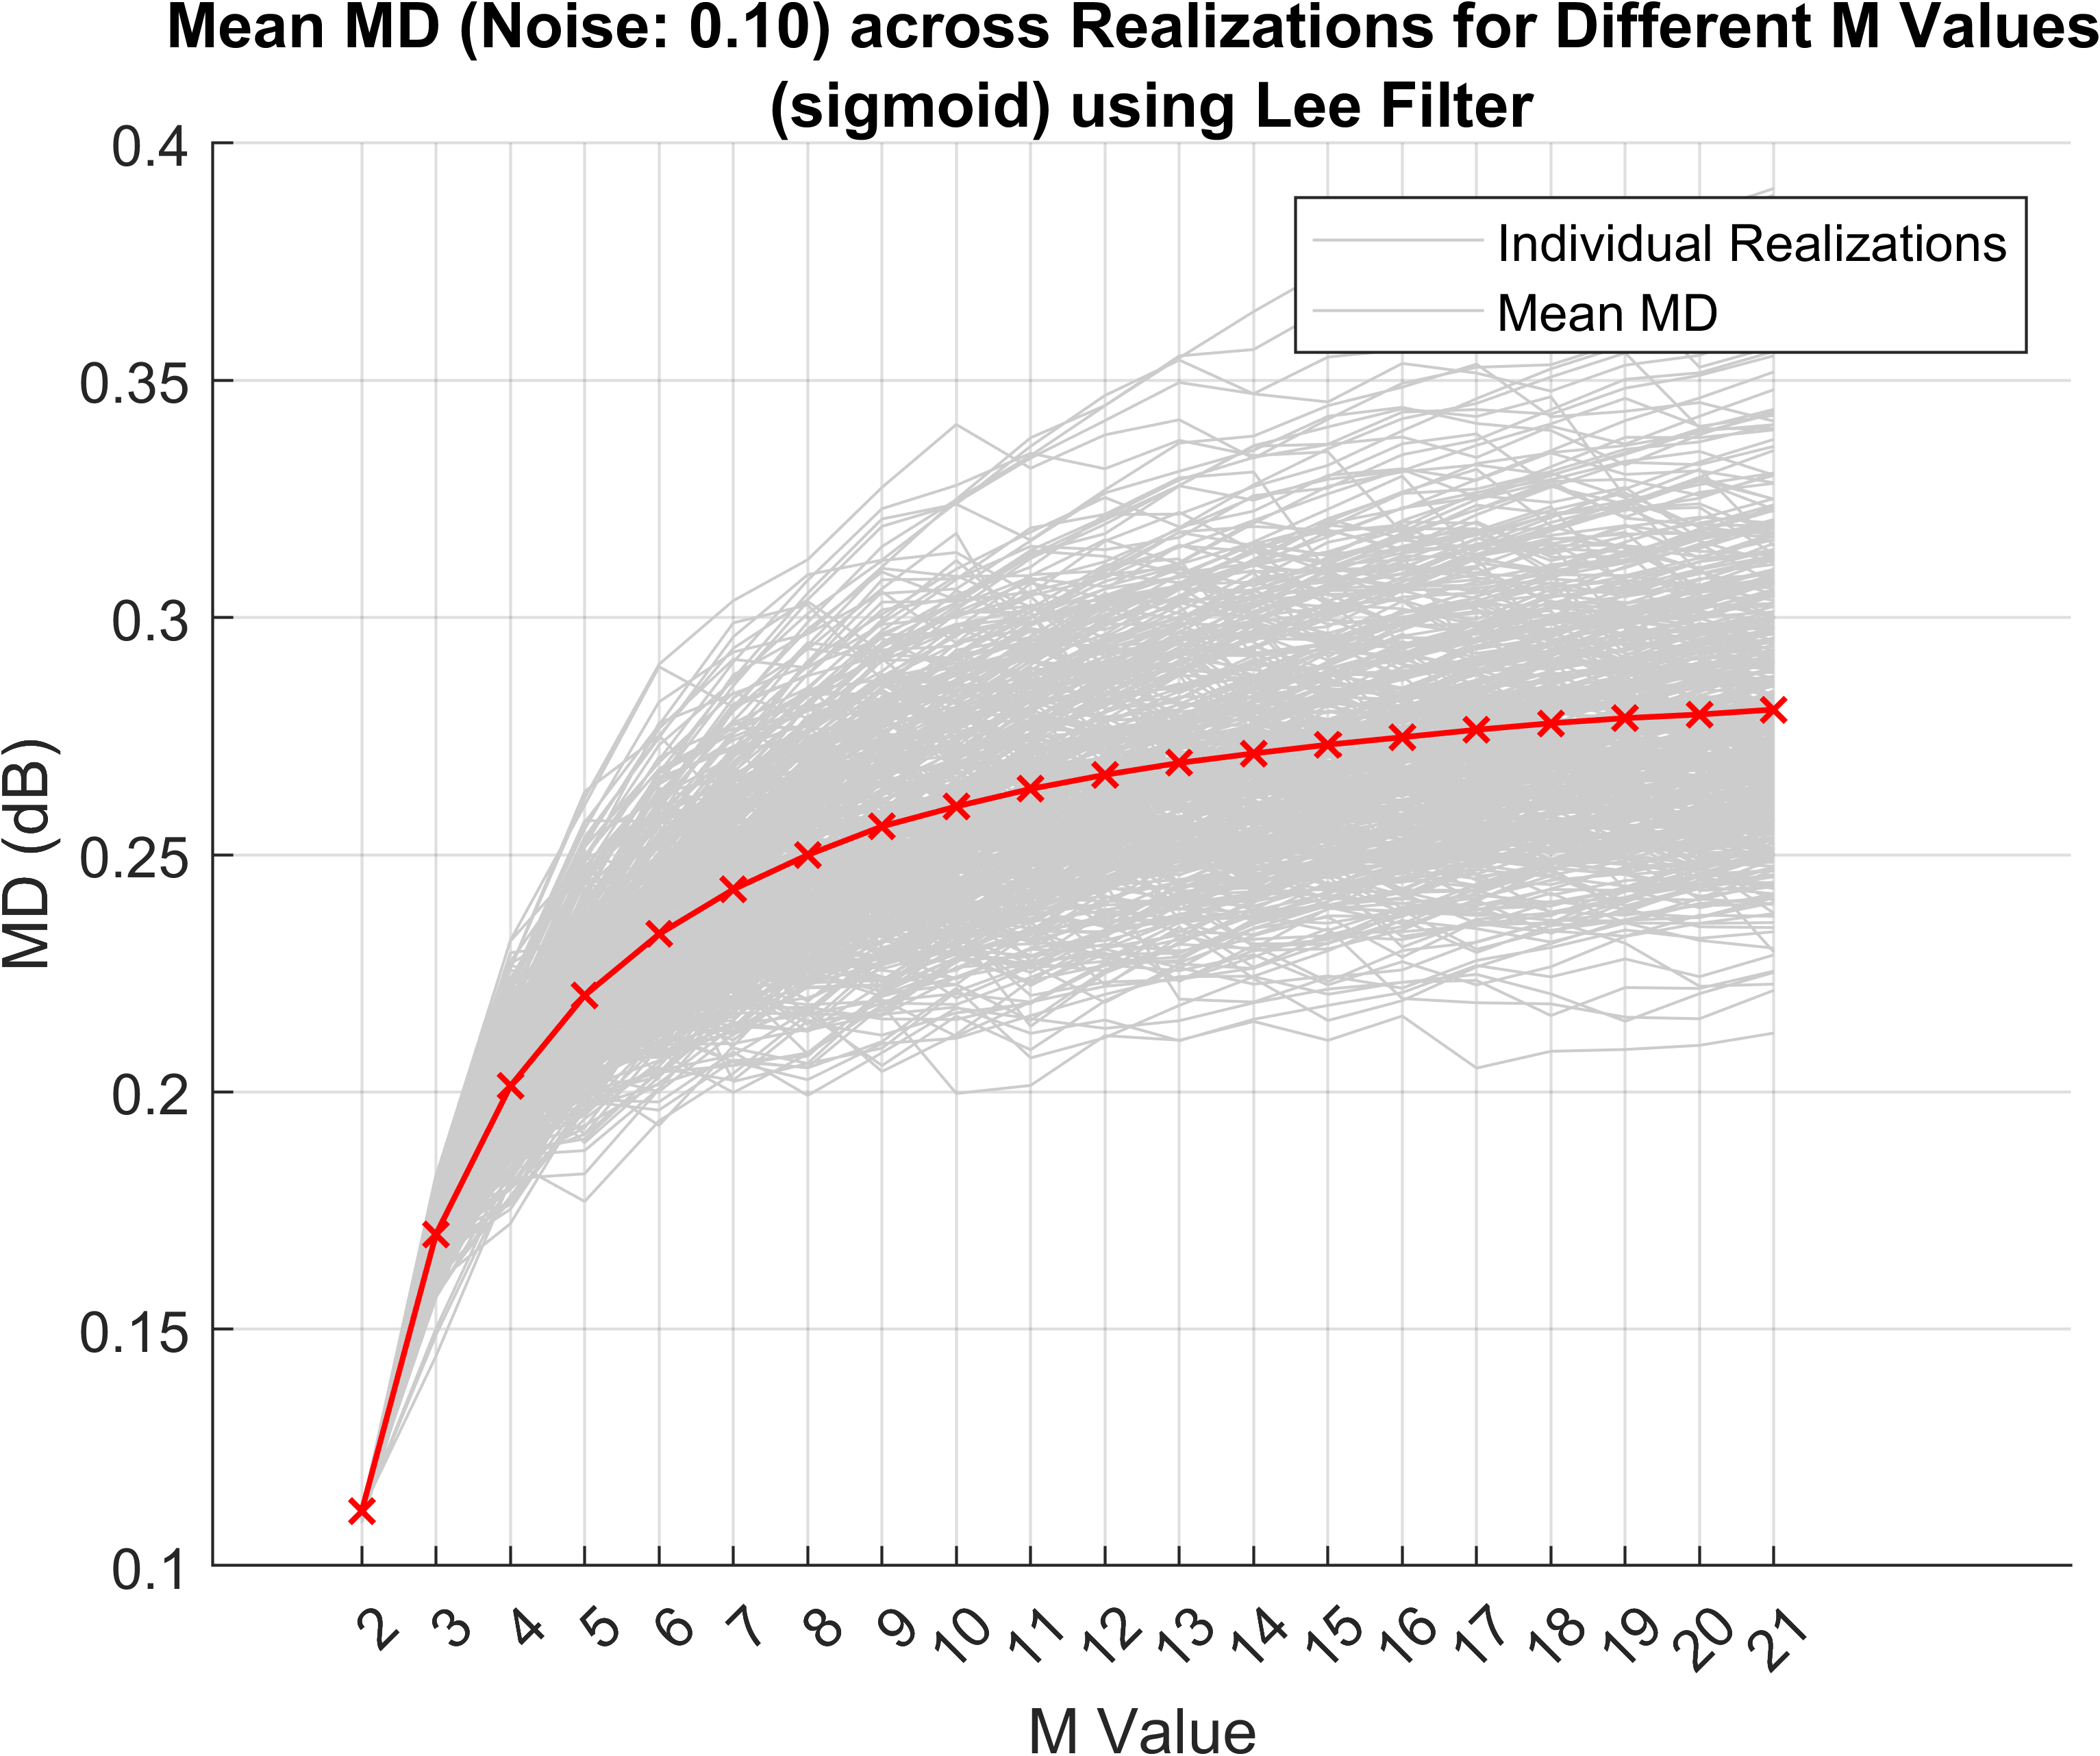 Mean MD (Noise: 0.10) across Realizations for Different M Values
(sigmoid) using Lee Filter
0.4
0.35
0.3
0.25
0.2
0.15
0.1
MD (dB)
Individual Realizations
Mean MD
2 3 4 5 6 7 8 9 10 11 12 13 14 15 16 17 18 19 20 21
M Value